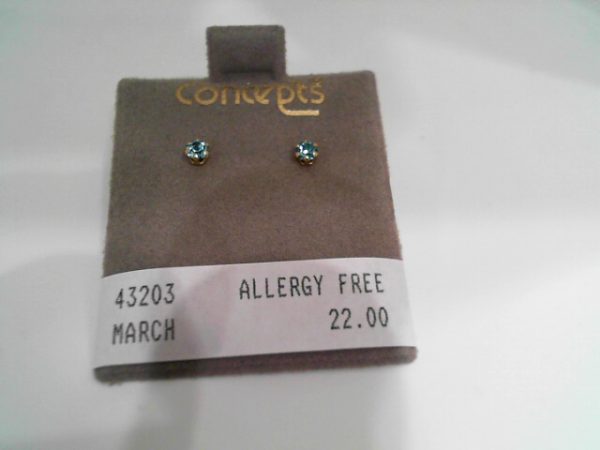 concepts
43203 ALLERGY FREE
MARCH 22.00